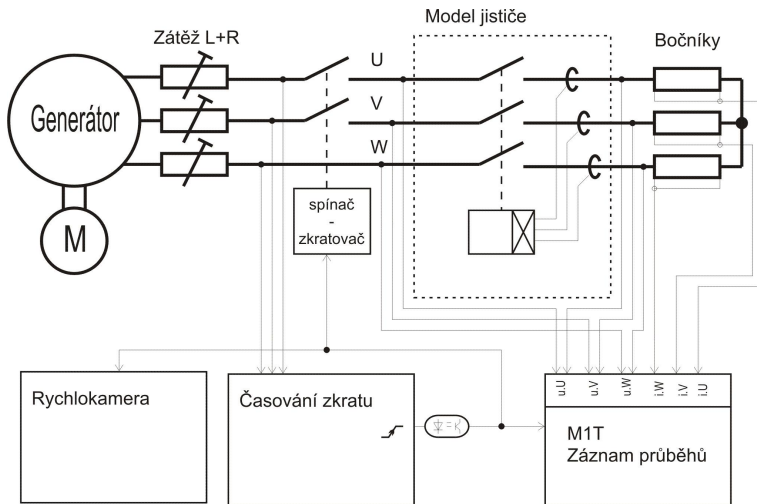 Model jističe
Zátěž L+R
Bočníky
U
V
W
Generátor
M
spínač
-
zkratovač
u.U
u.V
u.W
i.W
i.V
i.U
Rychlokamera
Časování zkratu
M1T
Záznam průběhů